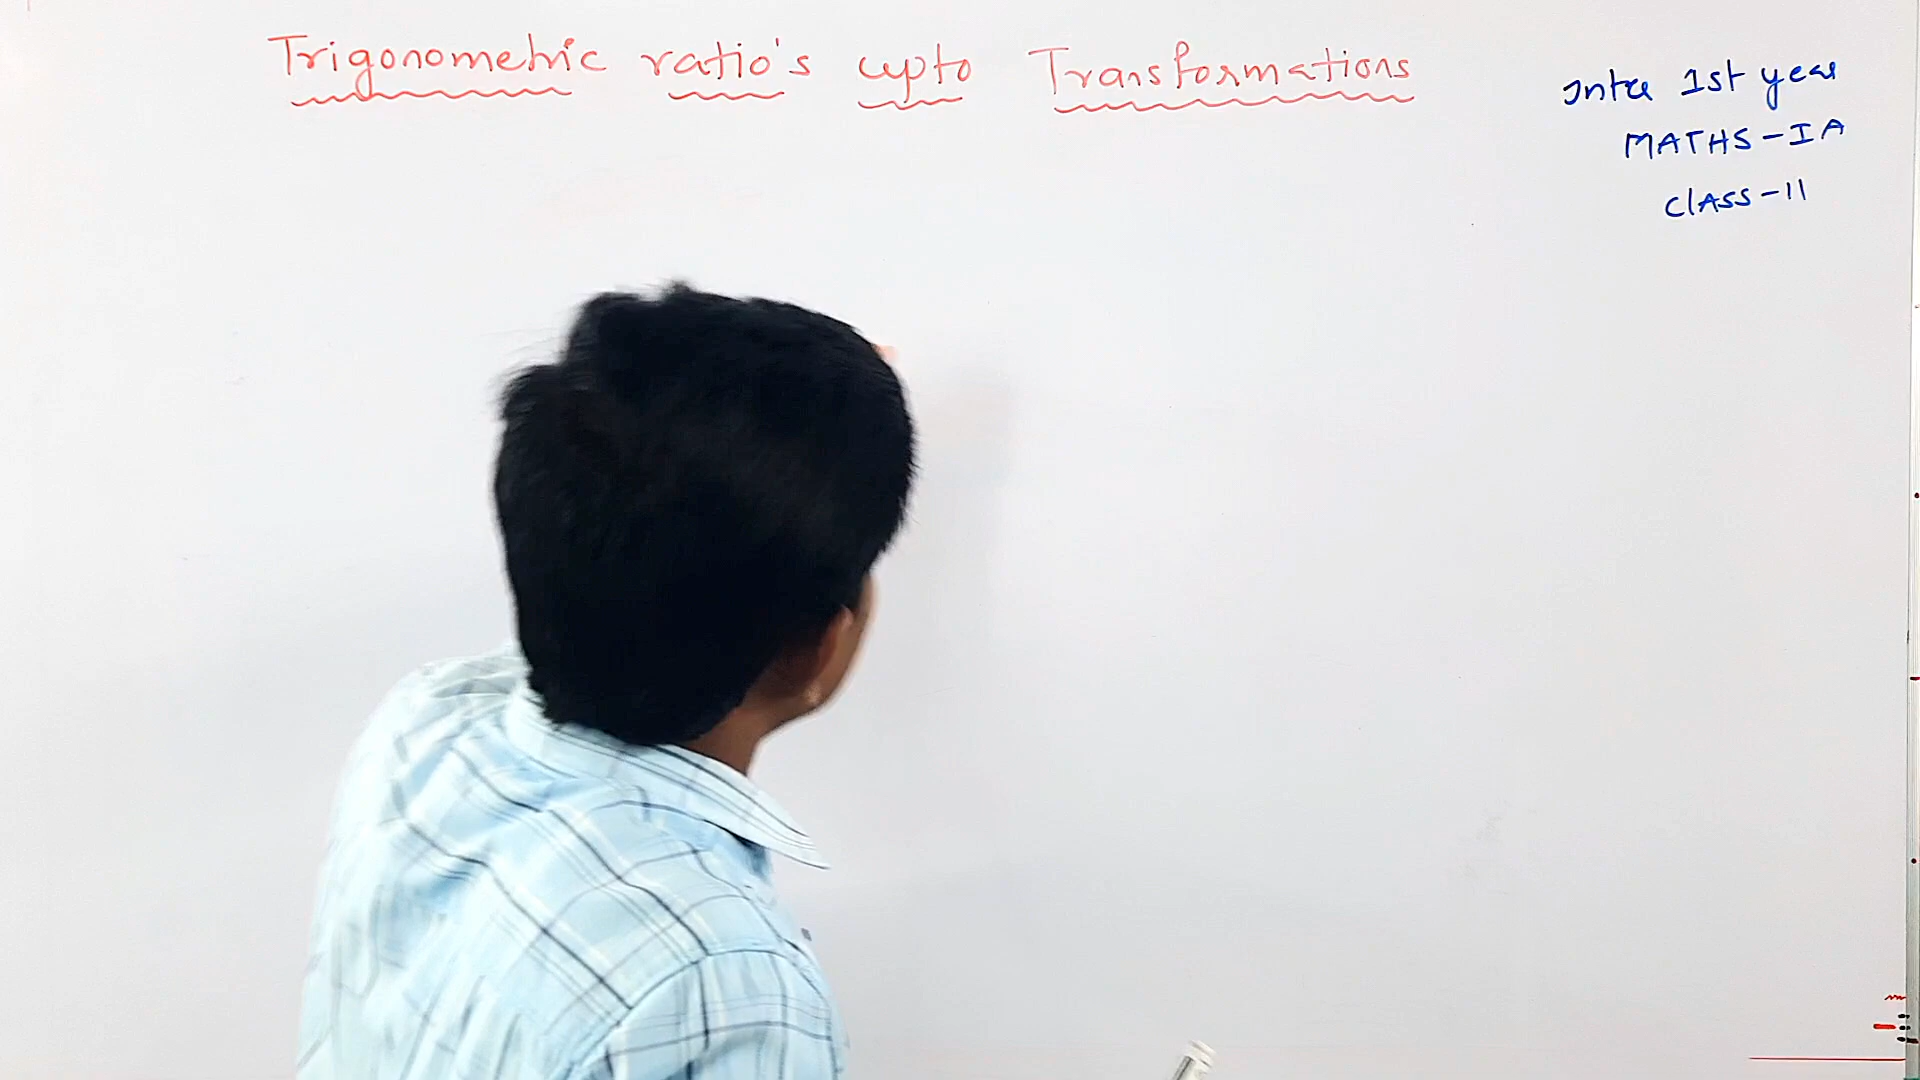 Trigonometric ratio's upto Transformations
Inter 1st year
MATHS-IA
CLASS-11